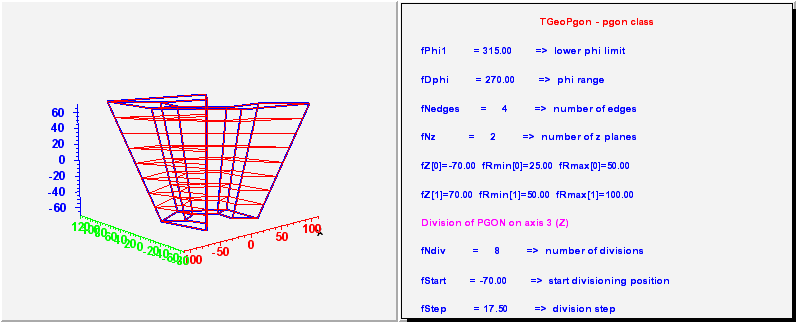 TGeoPgon - pgon class
fPhi1 = 315.00 => lower phi limit
fDphi = 270.00 => phi range
fNedges = 4 => number of edges
fNz = 2 => number of z planes
fZ[0]=-70.00 fRmin[0]=25.00 fRmax[0]=50.00
fZ[1]=70.00 fRmin[1]=50.00 fRmax[1]=100.00
Division of PGON on axis 3 (Z)
fNdiv = 8 => number of divisions
fStart = -70.00 => start divisioning position
fStep = 17.50 => division step
60
40
20
0
-20
-40
-60
-50
0
50
100
x